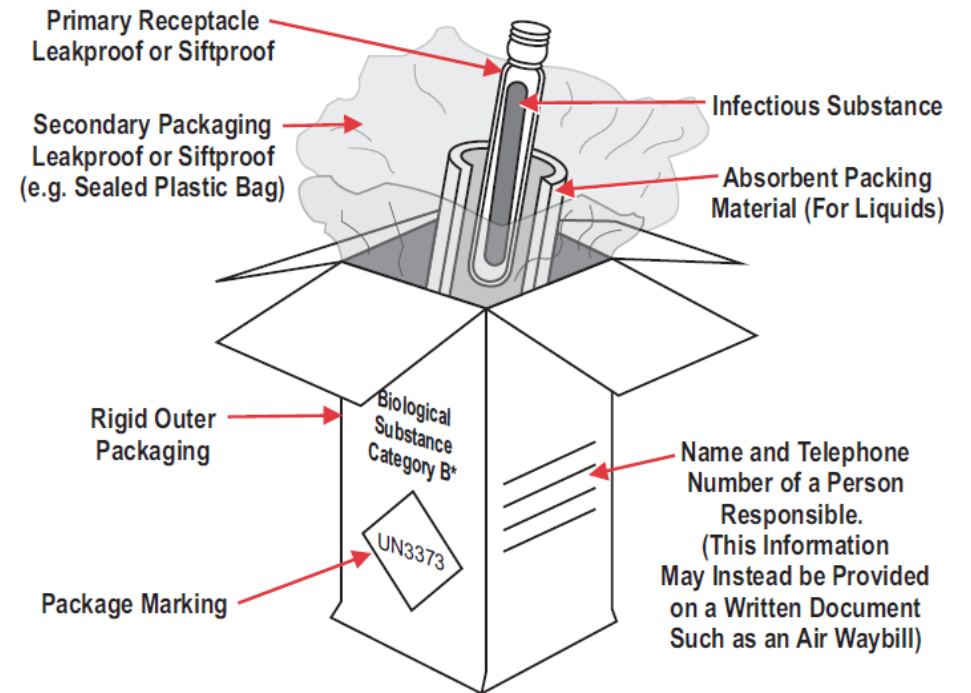 Primary Receptacle
Leakproof or Siftproof
Infectious Substance
Secondary Packaging
Leakproof or Siftproof
(e.g. Sealed Plastic Bag)
Absorbent Packing
Material (For Liquids)
Rigid Outer
Packaging
Biological
Substance
Category B*
Name and Telephone
Number of a Person
Responsible.
(This Information
May Instead be Provided
on a Written Document
Such as an Air Waybill)
UN3373
Package Marking